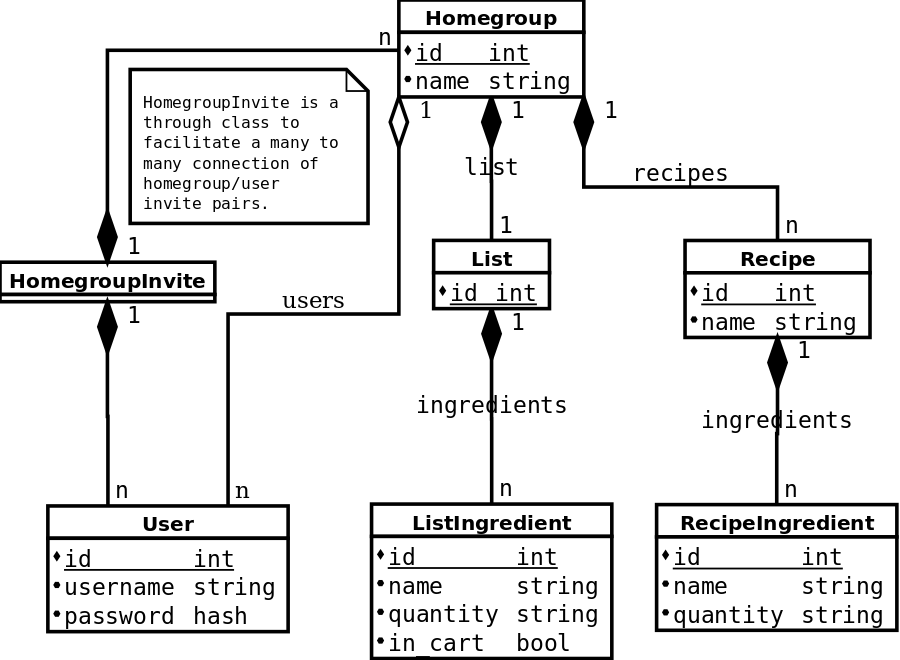 Homegroup
id int
name string
n
1
1
1
HomegroupInvite is a
through class to
facilitate a many to
many connection of
homegroup/user
invite pairs.
list
recipes
1
1
n
HomegroupInvite
1
users
List
id int
1
Recipe
id int
name string
1
ingredients
ingredients
n
n
n
n
User
id int
username string
password hash
ListIngredient
id int
name string
quantity string
in_cart bool
RecipeIngredient
id int
name string
quantity string